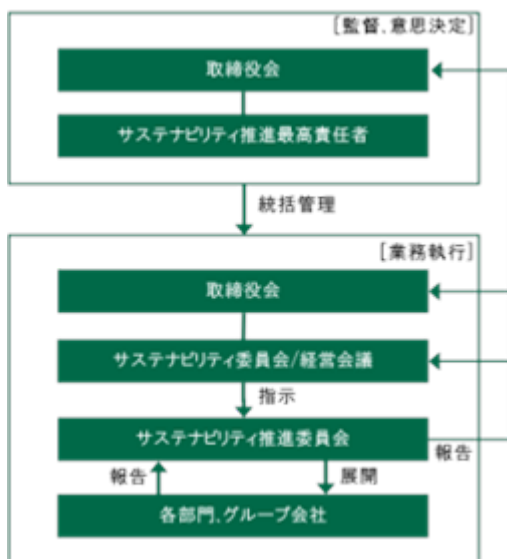 [監督、意思決定]
取締役会
サステナビリティ推進最高責任者
統括管理
[業務執行]
取締役会
サステナビリティ委員会/経営会議
指示
サステナビリティ推進委員会
報告
報告
展開
各部門、グループ会社